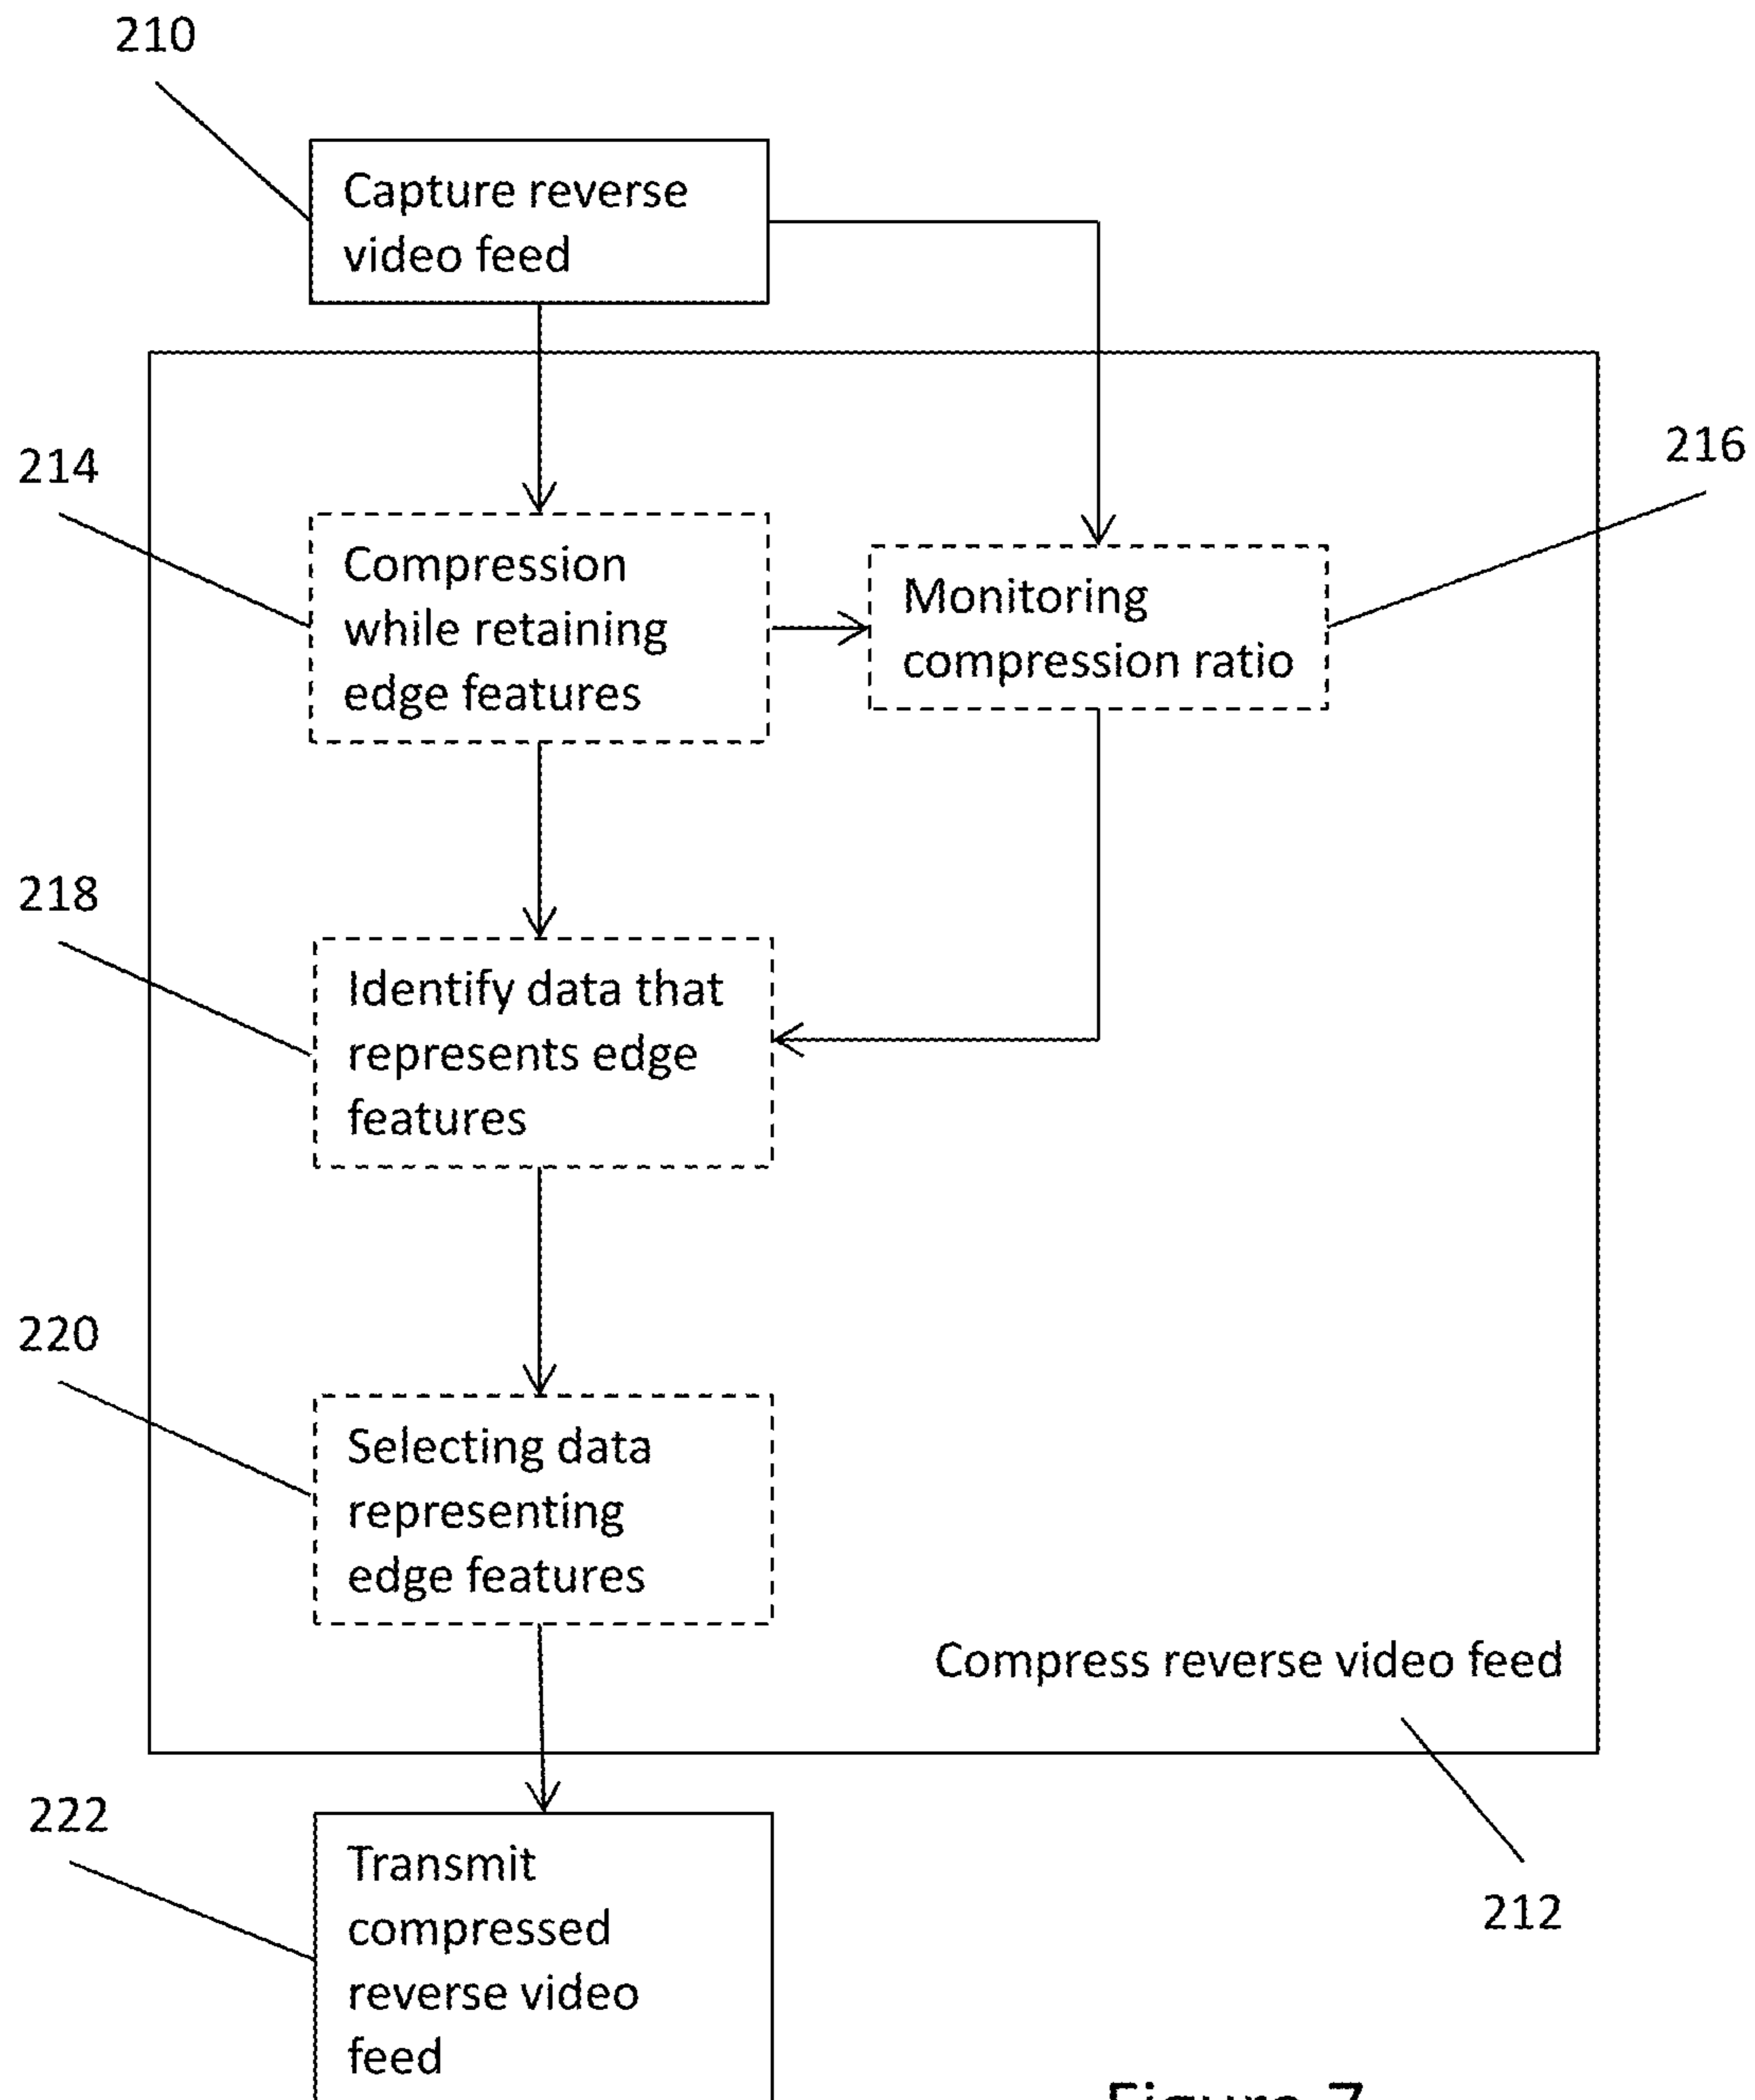 210
Capture reverse
video feed
214
216
Compression
while retaining
edge features
Monitoring
compression ratio
218
Identify data that
represents edge
features
220
Selecting data
representing
edge features
Compress reverse video feed
222
212
Transmit
compressed
reverse video
feed
Figure 7